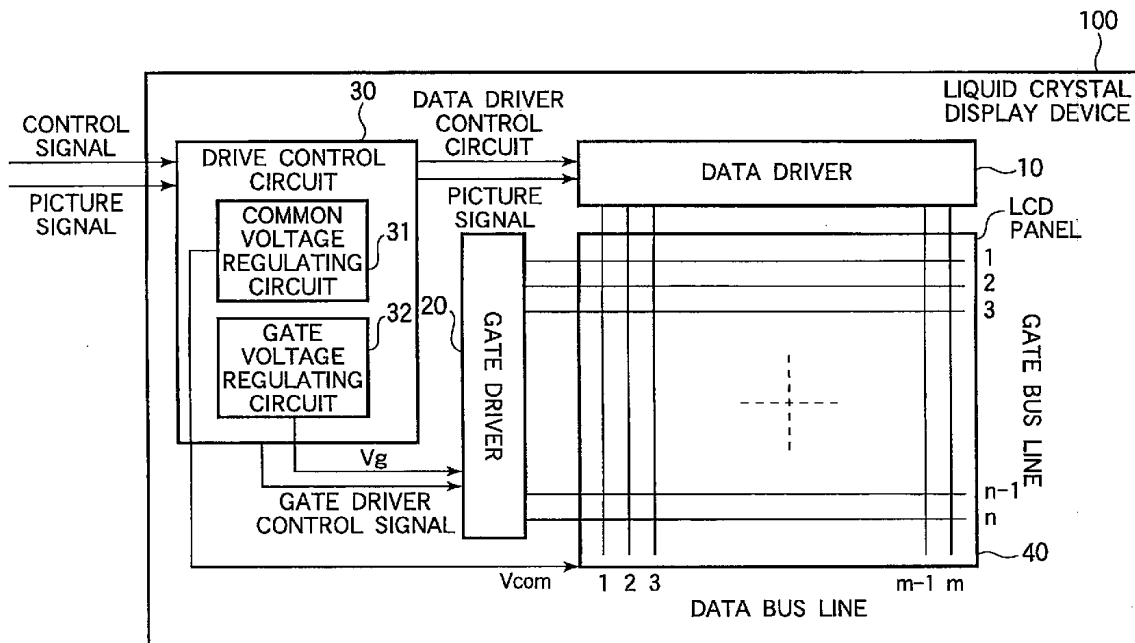 100
LIQUID CRYSTAL
DISPLAY DEVICE
CONTROL
SIGNAL
PICTURE
SIGNAL
30
DRIVE CONTROL
CIRCUIT
COMMON
VOLTAGE
REGULATING
CIRCUIT
31
GATE
VOLTAGE
REGULATING
CIRCUIT
32
DATA DRIVER
CONTROL
CIRCUIT
PICTURE
SIGNAL
DATA DRIVER
10
20
GATE DRIVER
LCD
PANEL
1
2
3
n-1
n
GATE BUS LINE
40
Vg
GATE DRIVER
CONTROL SIGNAL
Vcom
1 2 3 m-1 m
DATA BUS LINE